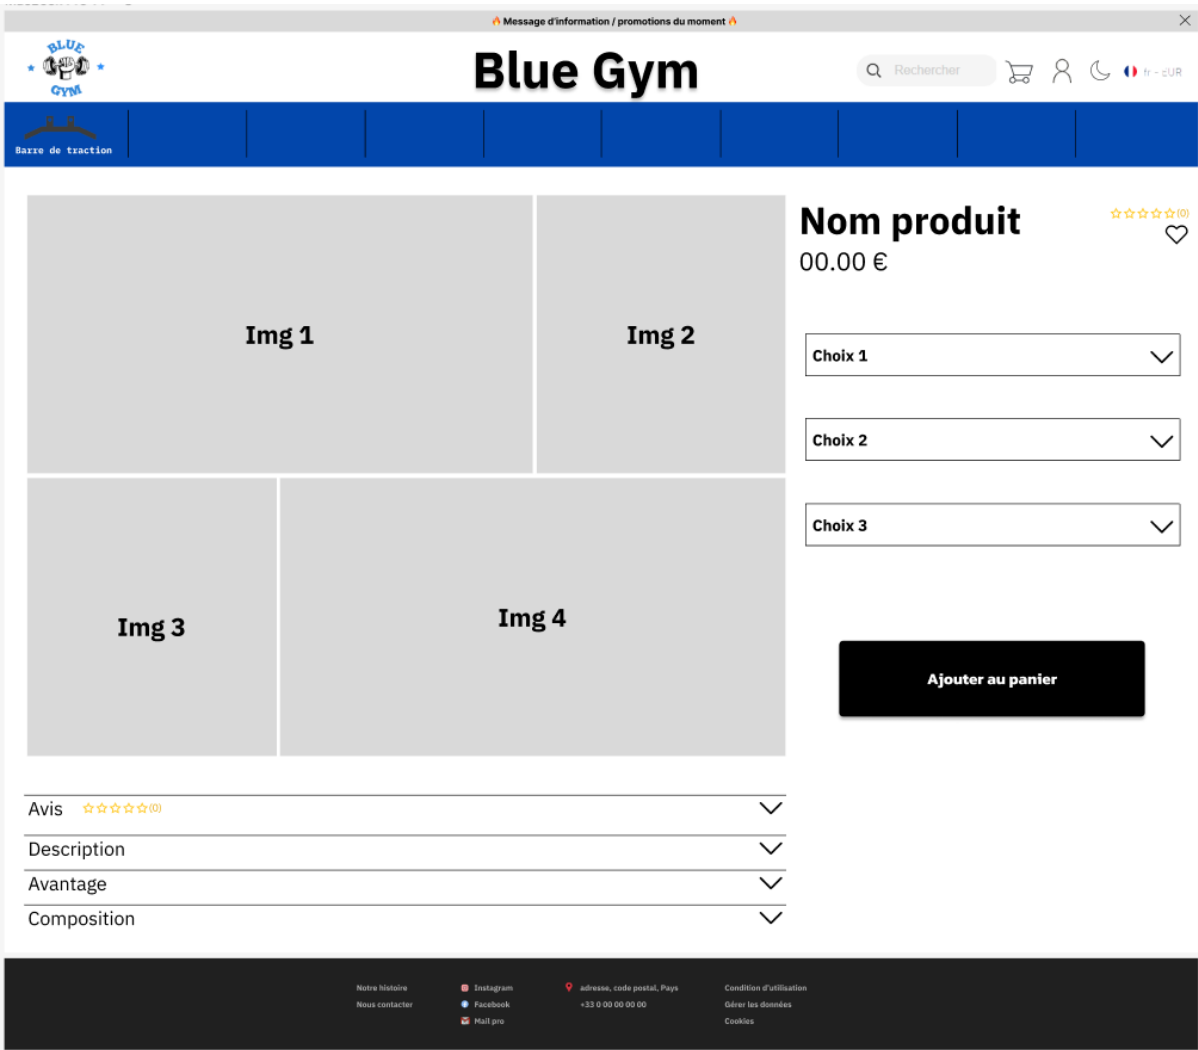 🔥 Message d'information / promotions du moment 🔥
BLUE
GYM
Blue Gym
Rechercher
fr - EUR
Barre de traction
Img 1
Img 2
Img 3
Img 4
Nom produit
(0)
00.00 €
Choix 1
Choix 2
Choix 3
Ajouter au panier
Avis (0)
Description
Avantage
Composition
Notre histoire
Nous contacter
Instagram
Facebook
Mail pro
adresse, code postal, Pays
+33 0 00 00 00 00
Condition d'utilisation
Gérer les données
Cookies